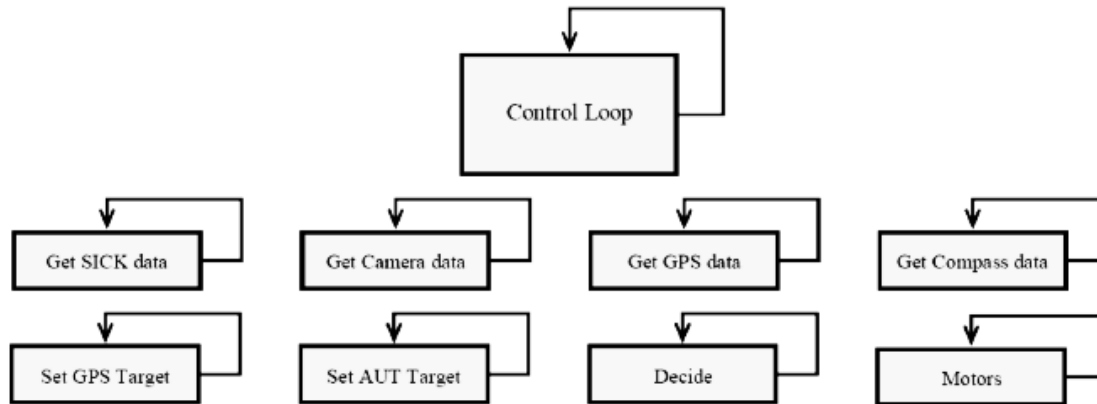 Control Loop
Get SICK data
Get Camera data
Get GPS data
Get Compass data
Set GPS Target
Set AUT Target
Decide
Motors